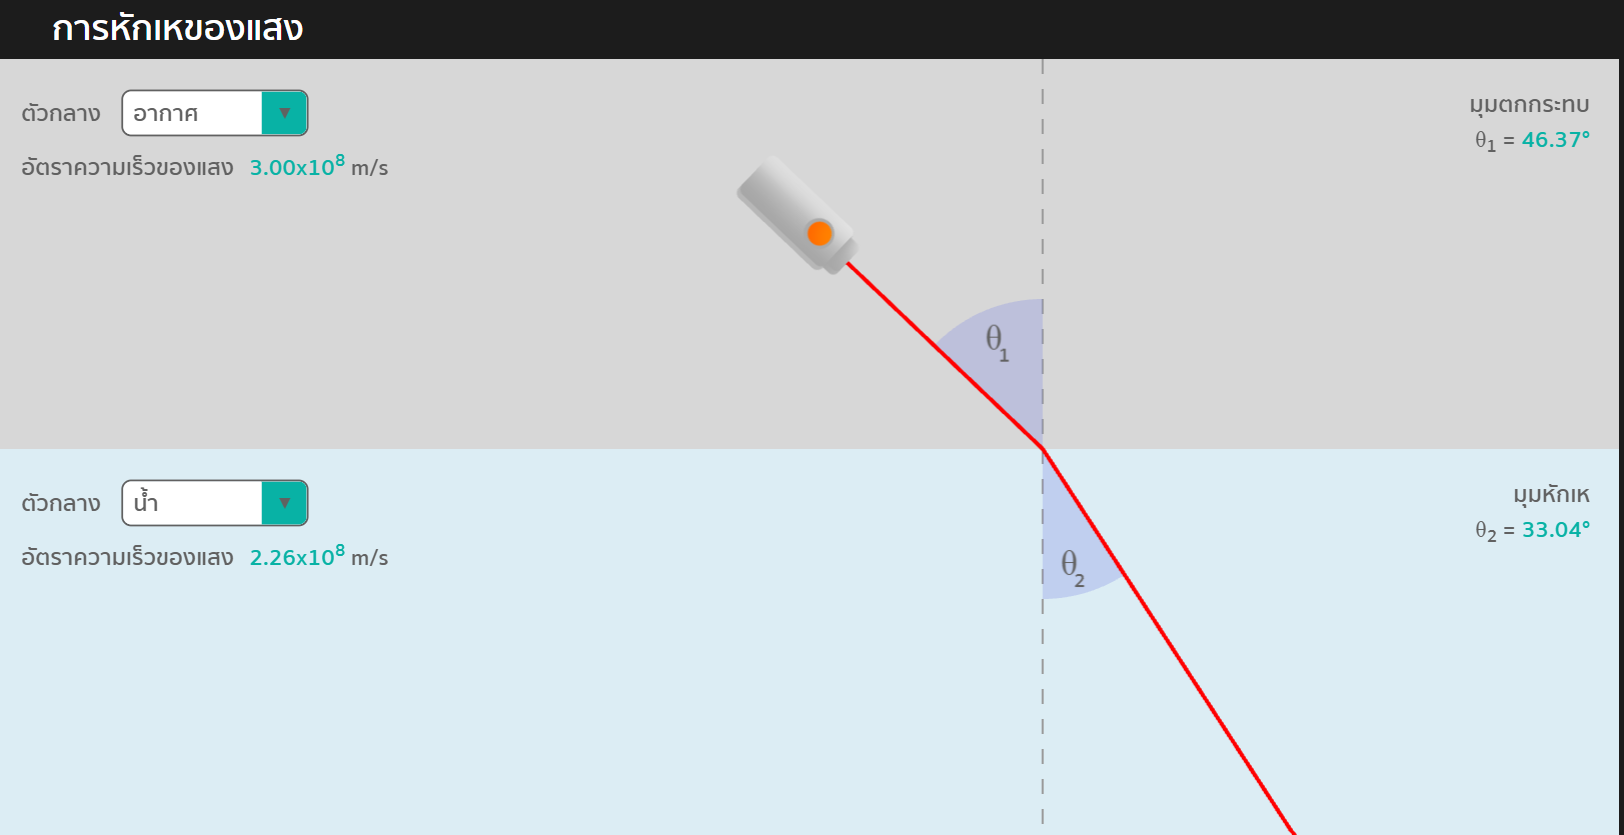 การหักเหของแสง
ตัวกลาง อากาศ
อัตราความเร็วของแสง 3.00x10⁸ m/s
มุมตกกระทบ
θ₁ = 46.37°
θ₁
ตัวกลาง น้ำ
อัตราความเร็วของแสง 2.26x10⁸ m/s
มุมหักเห
θ₂ = 33.04°
θ₂